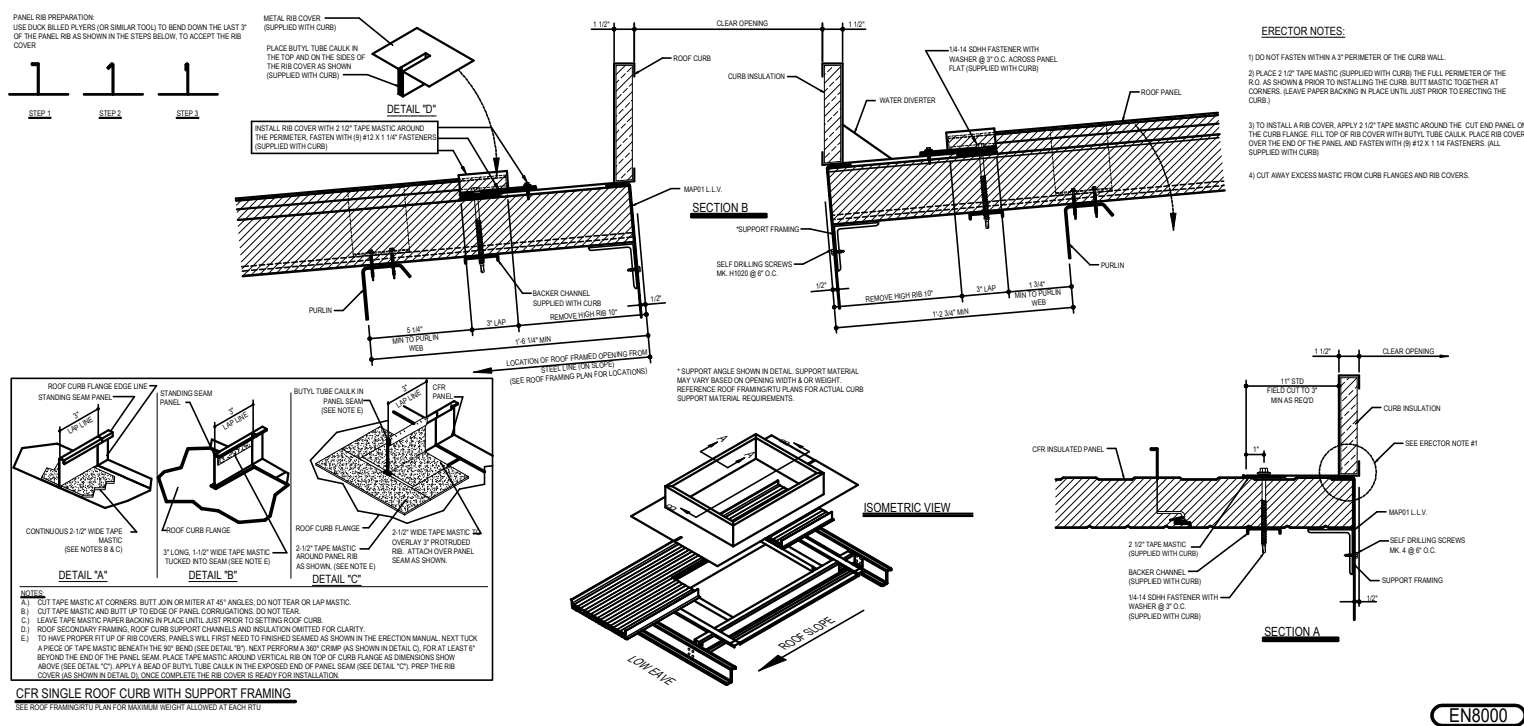 PANEL RIB PREPARATION:
USE DUCK BILLED PLYERS (OR SIMILAR TOOL) TO BEND DOWN THE LAST 3"
OF THE PANEL RIB AS SHOWN IN THE STEPS BELOW, TO ACCEPT THE RIB
COVER
STEP 1
STEP 2
STEP 3
METAL RIB COVER
(SUPPLIED WITH CURB)
PLACE BUTYL TUBE CAULK IN
THE TOP AND ON THE SIDES OF
THE RIB COVER AS SHOWN
(SUPPLIED WITH CURB)
DETAIL "D"
INSTALL RIB COVER WITH 2 1/2" TAPE MASTIC AROUND
THE PERIMETER, FASTEN WITH (9) #12 X 1 1/4" FASTENERS
(SUPPLIED WITH CURB)
1 1/2"
CLEAR OPENING
1 1/2"
ROOF CURB
CURB INSULATION
1/4-14 SDHH FASTENER WITH
WASHER @ 3" O.C. ACROSS PANEL
FLAT (SUPPLIED WITH CURB)
WATER DIVERTER
ROOF PANEL
MAP01 L.L.V.
SECTION B
*SUPPORT FRAMING
SELF DRILLING SCREWS
MK. H1020 @ 6" O.C.
PURLIN
BACKER CHANNEL
SUPPLIED WITH CURB
1/2"
5 1/4"
MIN TO PURLIN
WEB
3" LAP
REMOVE HIGH RIB 10"
1'-6 1/4" MIN
LOCATION OF ROOF FRAMED OPENING FROM
STEEL LINE (ON SLOPE)
(SEE ROOF FRAMING PLAN FOR LOCATIONS)
1/2"
REMOVE HIGH RIB 10"
3" LAP
1 3/4"
MIN TO PURLIN
WEB
1'-2 3/4" MIN
PURLIN
ERECTOR NOTES:
1) DO NOT FASTEN WITHIN A 3" PERIMETER OF THE CURB WALL.
2) PLACE 2 1/2" TAPE MASTIC (SUPPLIED WITH CURB) THE FULL PERIMETER OF THE
R.O. AS SHOWN & PRIOR TO INSTALLING THE CURB. BUTT MASTIC TOGETHER AT
CORNERS. (LEAVE PAPER BACKING IN PLACE UNTIL JUST PRIOR TO ERECTING THE
CURB.)
3) TO INSTALL A RIB COVER, APPLY 2 1/2" TAPE MASTIC AROUND THE CUT END PANEL ON
THE CURB FLANGE. FILL TOP OF RIB COVER WITH BUTYL TUBE CAULK. PLACE RIB COVER
OVER THE END OF THE PANEL AND FASTEN WITH (9) #12 X 1 1/4 FASTENERS. (ALL
SUPPLIED WITH CURB)
4) CUT AWAY EXCESS MASTIC FROM CURB FLANGES AND RIB COVERS.
* SUPPORT ANGLE SHOWN IN DETAIL. SUPPORT MATERIAL
MAY VARY BASED ON OPENING WIDTH & OR WEIGHT.
REFERENCE ROOF FRAMING/RTU PLANS FOR ACTUAL CURB
SUPPORT MATERIAL REQUIREMENTS.
ROOF CURB FLANGE EDGE LINE
STANDING SEAM PANEL
3"
LAP LINE
CONTINUOUS 2-1/2" WIDE TAPE
MASTIC
(SEE NOTES B & C)
DETAIL "A"
STANDING SEAM
PANEL
3"
LAP LINE
ROOF CURB FLANGE
3" LONG, 1-1/2" WIDE TAPE MASTIC
TUCKED INTO SEAM (SEE NOTE E)
DETAIL "B"
BUTYL TUBE CAULK IN
PANEL SEAM
(SEE NOTE E)
3"
LAP LINE
CFR
PANEL
ROOF CURB FLANGE
2-1/2" TAPE MASTIC
AROUND PANEL RIB
AS SHOWN, (SEE NOTE E)
2-1/2" WIDE TAPE MASTIC TO
OVERLAY 3" PROTRUDED
RIB. ATTACH OVER PANEL
SEAM AS SHOWN.
DETAIL "C"
NOTES:
A.) CUT TAPE MASTIC AT CORNERS. BUTT JOIN OR MITER AT 45° ANGLES, DO NOT TEAR OR LAP MASTIC.
B.) CUT TAPE MASTIC AND BUTT UP TO EDGE OF PANEL CORRUGATIONS. DO NOT TEAR.
C.) LEAVE TAPE MASTIC PAPER BACKING IN PLACE UNTIL JUST PRIOR TO SETTING ROOF CURB.
D.) ROOF SECONDARY FRAMING, ROOF CURB SUPPORT CHANNELS AND INSULATION OMITTED FOR CLARITY.
E.) TO HAVE PROPER FIT UP OF RIB COVERS, PANELS WILL FIRST NEED TO FINISHED SEAMED AS SHOWN IN THE ERECTION MANUAL. NEXT TUCK
A PIECE OF TAPE MASTIC BENEATH THE 90° BEND (SEE DETAIL "B"). NEXT PERFORM A 360° CRIMP (AS SHOWN IN DETAIL C), FOR AT LEAST 6"
BEYOND THE END OF THE PANEL SEAM. PLACE TAPE MASTIC AROUND VERTICAL RIB ON TOP OF CURB FLANGE AS DIMENSIONS SHOW
ABOVE (SEE DETAIL "C"). APPLY A BEAD OF BUTYL TUBE CAULK IN THE EXPOSED END OF PANEL SEAM (SEE DETAIL "C"). PREP THE RIB
COVER (AS SHOWN IN DETAIL D), ONCE COMPLETE THE RIB COVER IS READY FOR INSTALLATION.
CFR SINGLE ROOF CURB WITH SUPPORT FRAMING
SEE ROOF FRAMING/RTU PLAN FOR MAXIMUM WEIGHT ALLOWED AT EACH RTU
A
B
A
B
ISOMETRIC VIEW
ROOF SLOPE
LOW EAVE
1 1/2"
CLEAR OPENING
11" STD
FIELD CUT TO 3"
MIN AS REQ'D
CURB INSULATION
1"
SEE ERECTOR NOTE #1
CFR INSULATED PANEL
MAP01 L.L.V.
2 1/2" TAPE MASTIC
(SUPPLIED WITH CURB)
SELF DRILLING SCREWS
MK. 4 @ 6" O.C.
BACKER CHANNEL
(SUPPLIED WITH CURB)
SUPPORT FRAMING
1/4-14 SDHH FASTENER WITH
WASHER @ 3" O.C.
(SUPPLIED WITH CURB)
1/2"
SECTION A
EN8000